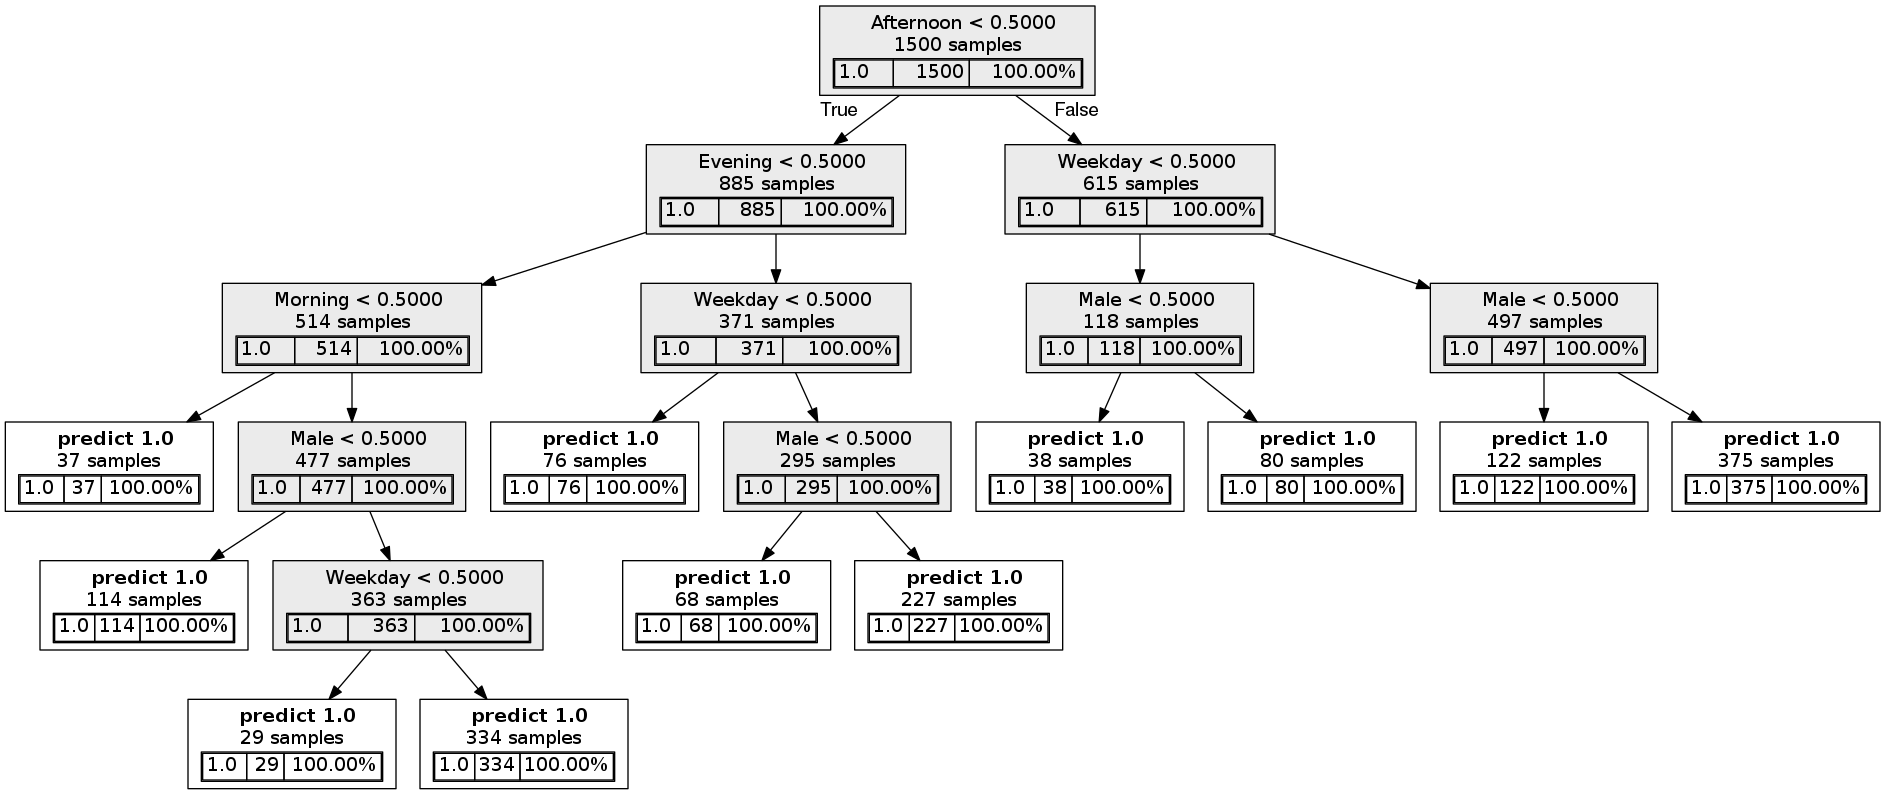 Afternoon < 0.5000
1500 samples
1.0 1500 100.00%
True
False
Evening < 0.5000
885 samples
1.0 885 100.00%
Weekday < 0.5000
615 samples
1.0 615 100.00%
Morning < 0.5000
514 samples
1.0 514 100.00%
Weekday < 0.5000
371 samples
1.0 371 100.00%
Male < 0.5000
118 samples
1.0 118 100.00%
Male < 0.5000
497 samples
1.0 497 100.00%
predict 1.0
37 samples
1.0 37 100.00%
Male < 0.5000
477 samples
1.0 477 100.00%
predict 1.0
76 samples
1.0 76 100.00%
Male < 0.5000
295 samples
1.0 295 100.00%
predict 1.0
38 samples
1.0 38 100.00%
predict 1.0
80 samples
1.0 80 100.00%
predict 1.0
122 samples
1.0 122 100.00%
predict 1.0
375 samples
1.0 375 100.00%
predict 1.0
114 samples
1.0 114 100.00%
Weekday < 0.5000
363 samples
1.0 363 100.00%
predict 1.0
68 samples
1.0 68 100.00%
predict 1.0
227 samples
1.0 227 100.00%
predict 1.0
29 samples
1.0 29 100.00%
predict 1.0
334 samples
1.0 334 100.00%